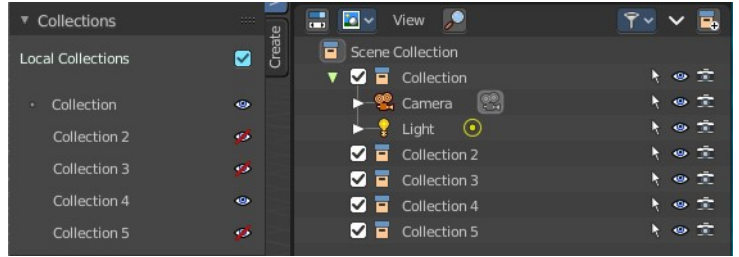 Collections
Local Collections
Collection
Collection 2
Collection 3
Collection 4
Collection 5
Create
View
Scene Collection
Collection
Camera
Light
Collection 2
Collection 3
Collection 4
Collection 5